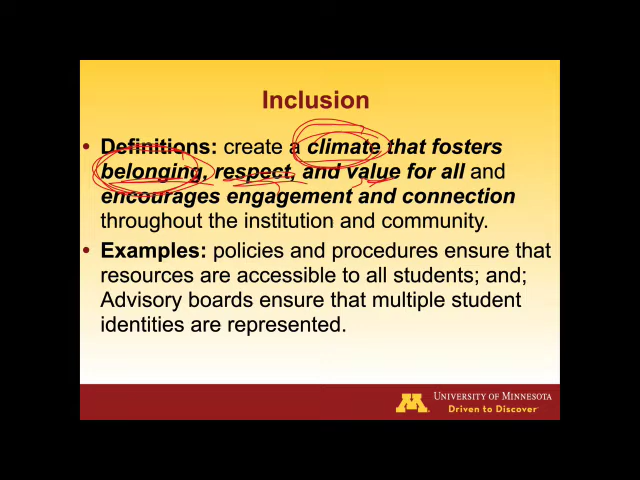 Inclusion
• Definitions: create a climate that fosters
belonging, respect, and value for all and
encourages engagement and connection
throughout the institution and community.
• Examples: policies and procedures ensure that
resources are accessible to all students; and;
Advisory boards ensure that multiple student
identities are represented.
M
UNIVERSITY OF MINNESOTA
Driven to Discover